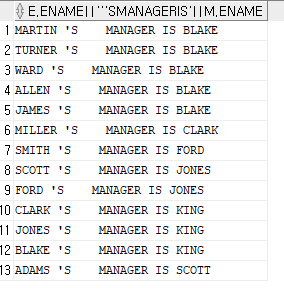 E,ENAME||'''SMANAGERIS'||M,ENAME
1 MARTIN 'S    MANAGER IS BLAKE
2 TURNER 'S    MANAGER IS BLAKE
3 WARD 'S    MANAGER IS BLAKE
4 ALLEN 'S    MANAGER IS BLAKE
5 JAMES 'S    MANAGER IS BLAKE
6 MILLER 'S    MANAGER IS CLARK
7 SMITH 'S    MANAGER IS FORD
8 SCOTT 'S    MANAGER IS JONES
9 FORD 'S    MANAGER IS JONES
10 CLARK 'S    MANAGER IS KING
11 JONES 'S    MANAGER IS KING
12 BLAKE 'S    MANAGER IS KING
13 ADAMS 'S    MANAGER IS SCOTT